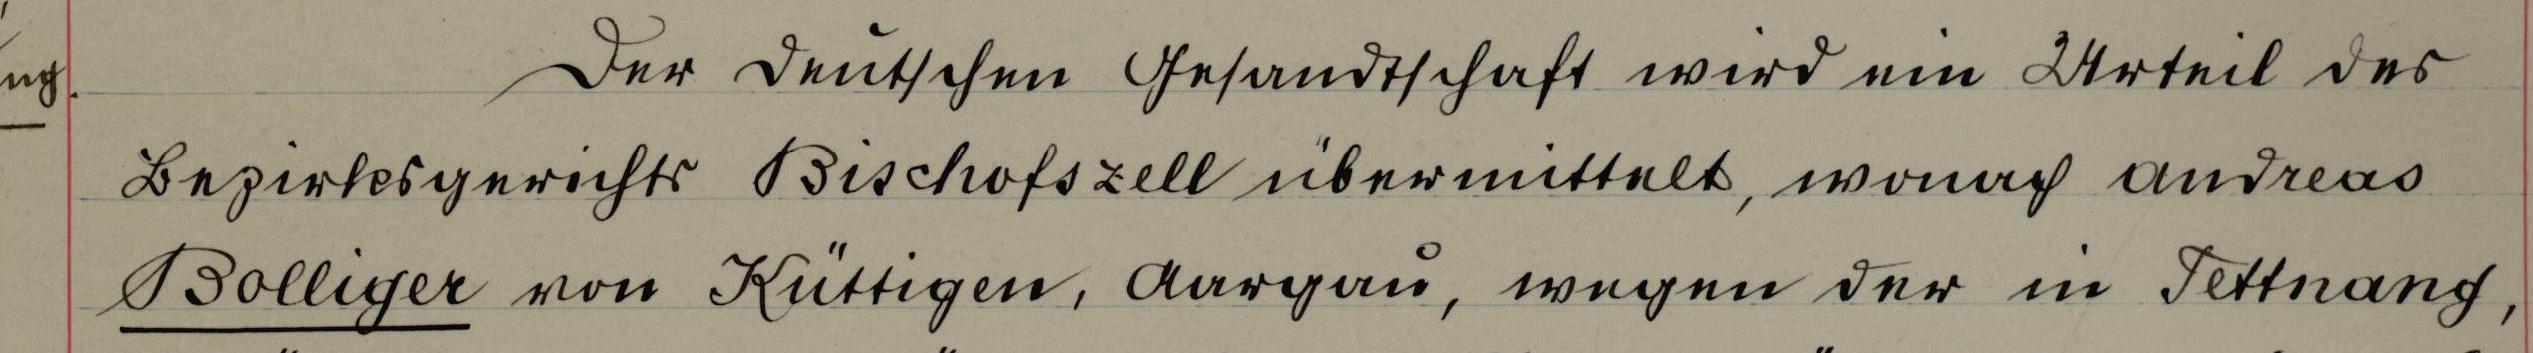 ng.
Der Deutschen Gesandtschaft wird ein Urteil des
Bezirksgerichts Bischofszell übermittelt, wonach Andreas
Bolliger von Küttigen, Aargau, wegen der in Tettnang,